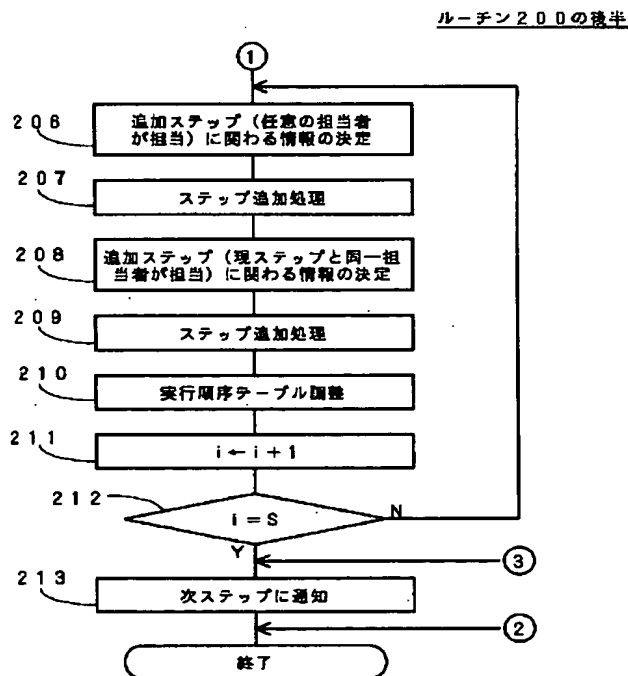 ルーチン200の後半
①
206
追加ステップ(任意の担当者
が担当)に関わる情報の決定
207
ステップ追加処理
208
追加ステップ(現ステップと同一担
当者が担当)に関わる情報の決定
209
ステップ追加処理
210
実行順序テーブル調整
211
i←i+1
212
i=S
N
Y
③
213
次ステップに通知
②
終了